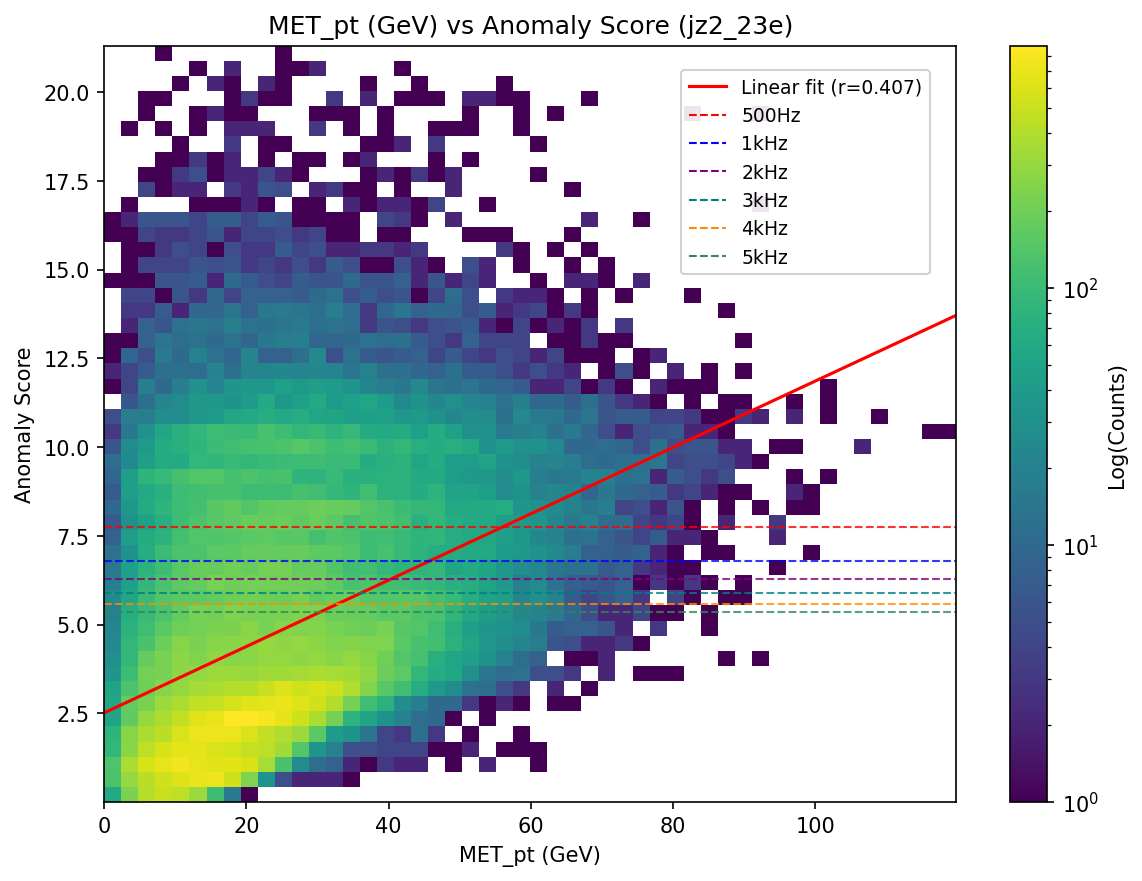 MET_pt (GeV) vs Anomaly Score (jz2_23e)
Linear fit (r=0.407)
500Hz
1kHz
2kHz
3kHz
4kHz
5kHz
20.0
17.5
15.0
12.5
10.0
7.5
5.0
2.5
Anomaly Score
0 20 40 60 80 100
MET_pt (GeV)
10²
10¹
10⁰
Log(Counts)